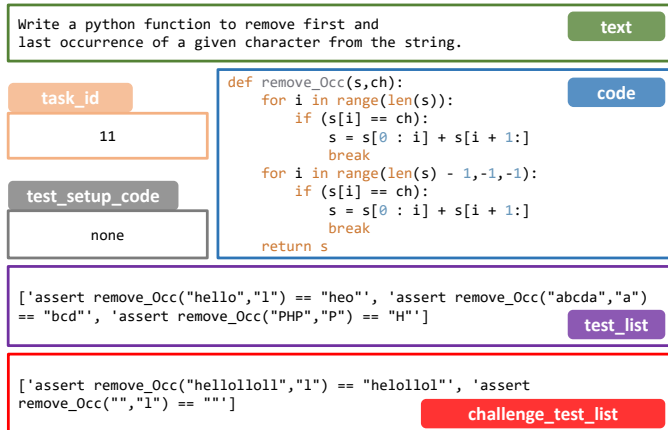 Write a python function to remove first and
last occurrence of a given character from the string.
text
task_id
11
test_setup_code
none
def remove_Occ(s,ch):
    for i in range(len(s)):
        if (s[i] == ch):
            s = s[0 : i] + s[i + 1:]
            break
    for i in range(len(s) - 1,-1,-1):
        if (s[i] == ch):
            s = s[0 : i] + s[i + 1:]
            break
    return s
code
['assert remove_Occ("hello","l") == "heo"', 'assert remove_Occ("abcda","a")
== "bcd"', 'assert remove_Occ("PHP","P") == "H"']
test_list
['assert remove_Occ("hellolloll","l") == "helollol"', 'assert
remove_Occ("","l") == ""']
challenge_test_list